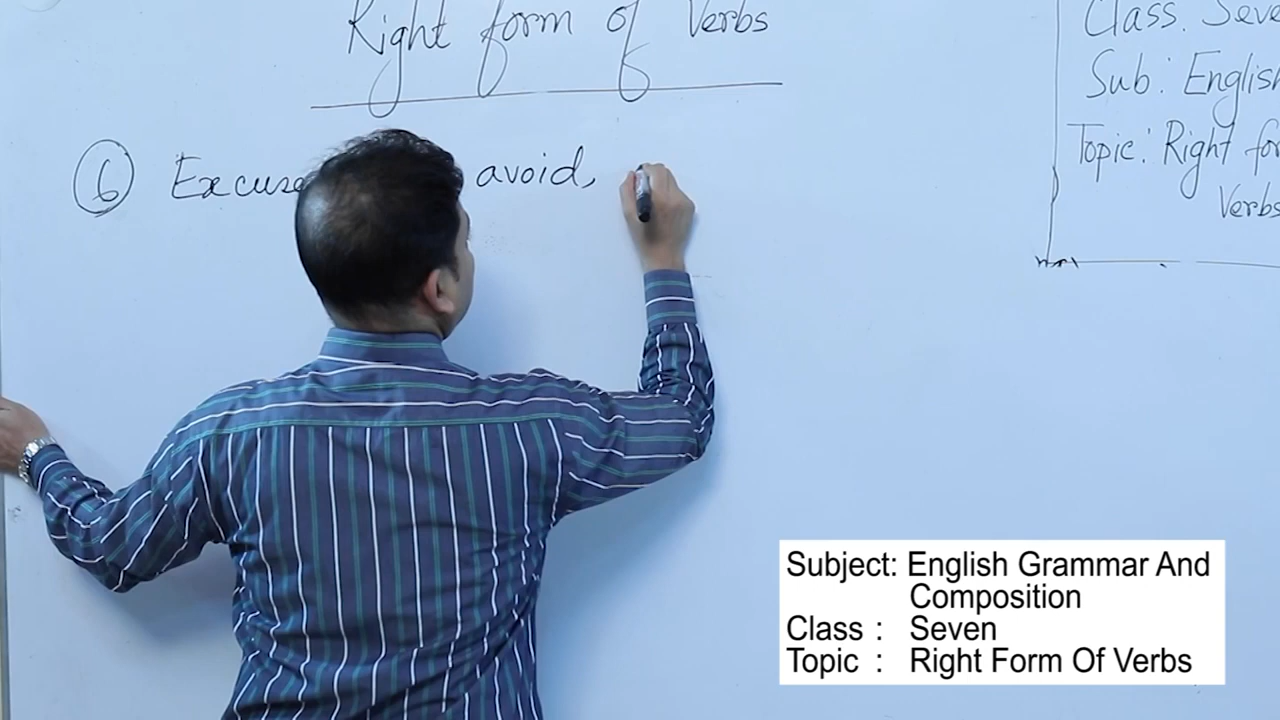 Right form of Verbs
Class. Seve
Sub: English
Topic: Right for
Verbs
6 Excuse avoid,
Subject: English Grammar And
Composition
Class : Seven
Topic : Right Form Of Verbs